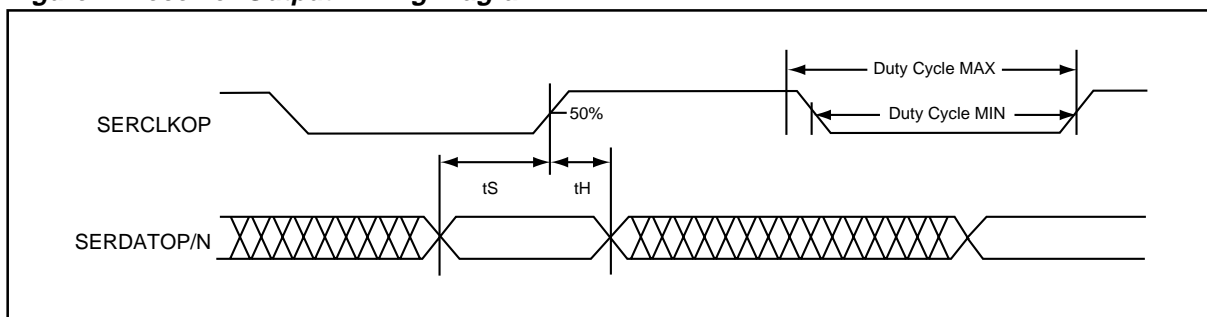 Duty Cycle MAX
50%
Duty Cycle MIN
SERCLKOP
tS
tH
SERDATOP/N